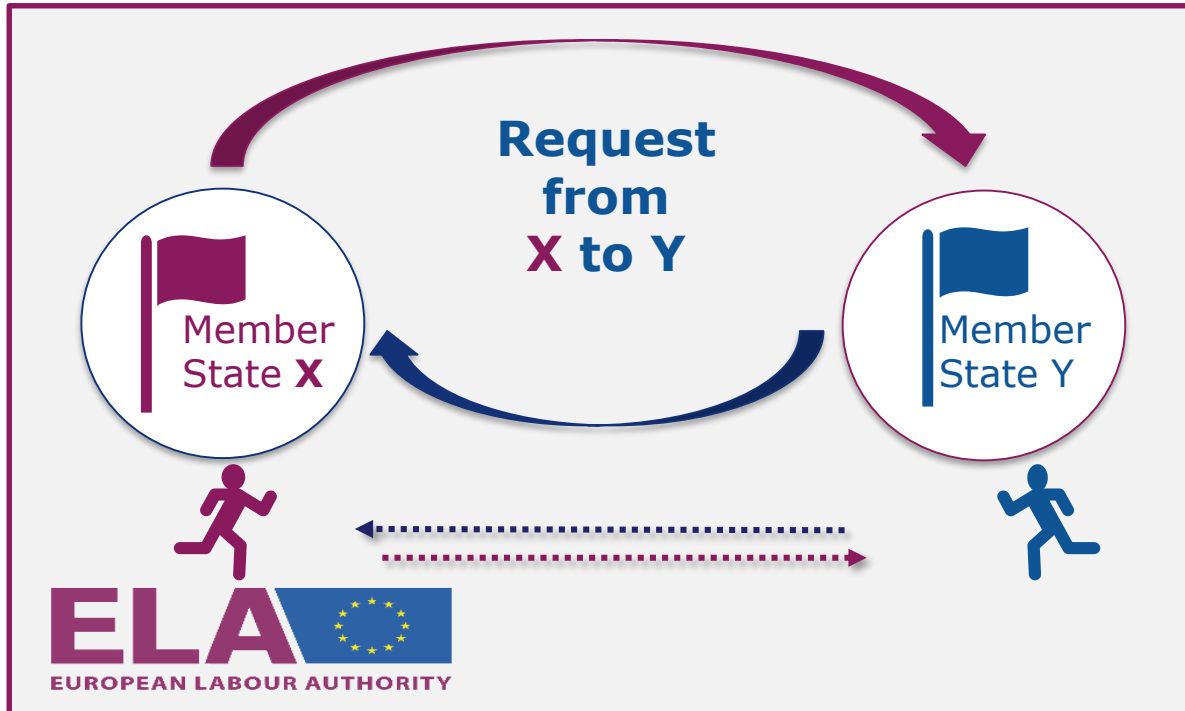 Request
from
X to Y
Member
State X
Member
State Y
ELA
EUROPEAN LABOUR AUTHORITY